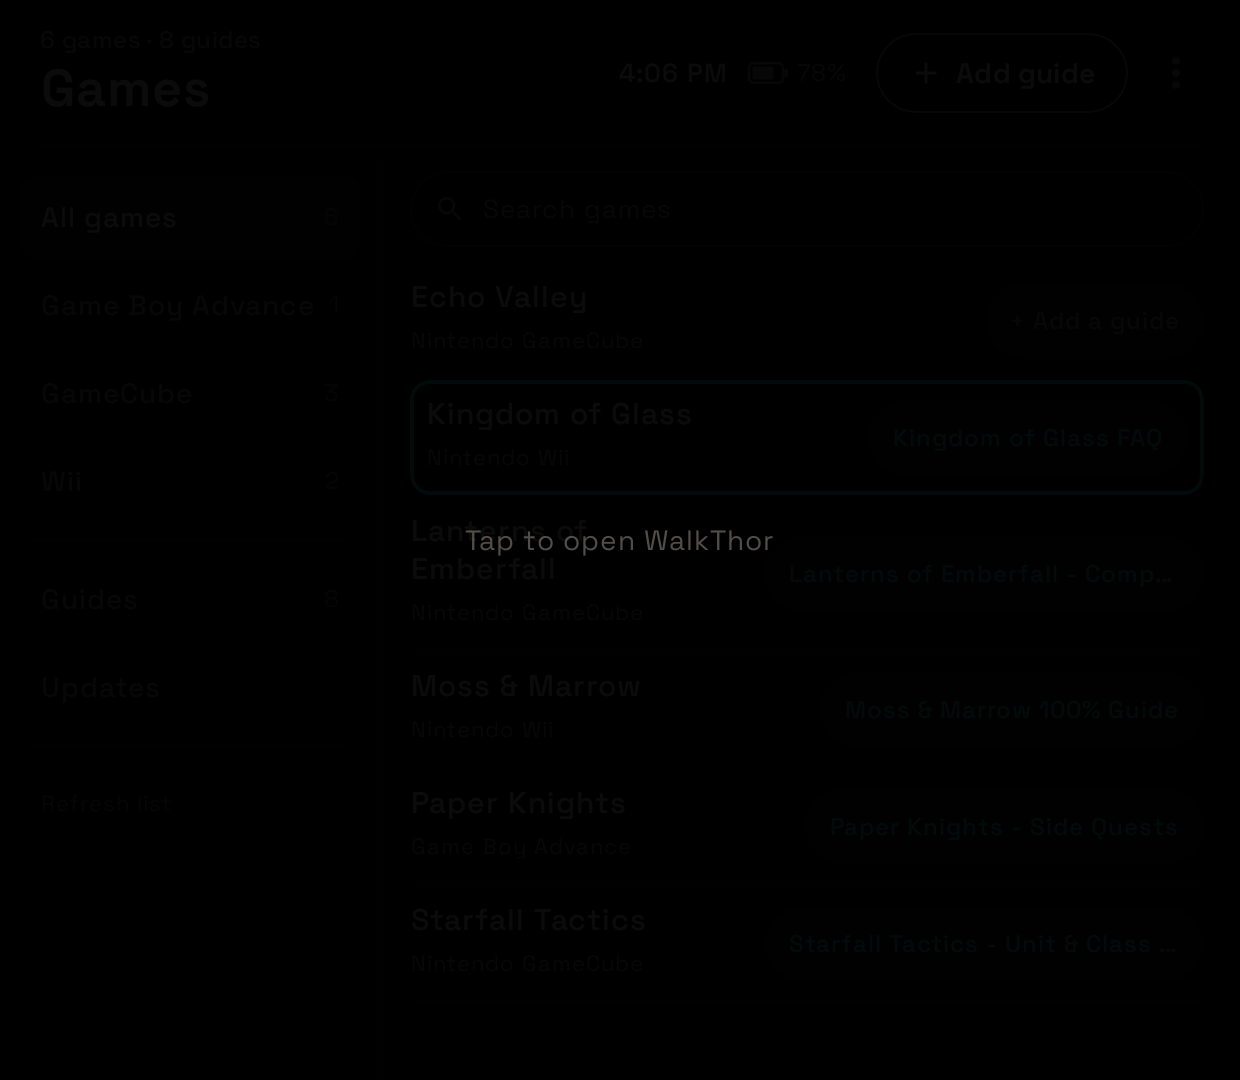 6 games · 8 guides
Games
4:06 PM
78%
+ Add guide
All games 6
Game Boy Advance 1
GameCube 3
Wii 2
Guides 8
Updates
Refresh list
Search games
Echo Valley
Nintendo GameCube
+ Add a guide
Kingdom of Glass
Nintendo Wii
Kingdom of Glass FAQ
Lanterns of
Emberfall
Nintendo GameCube
Lanterns of Emberfall - Comp…
Tap to open WalkThor
Moss & Marrow
Nintendo Wii
Moss & Marrow 100% Guide
Paper Knights
Game Boy Advance
Paper Knights - Side Quests
Starfall Tactics
Nintendo GameCube
Starfall Tactics - Unit & Class …